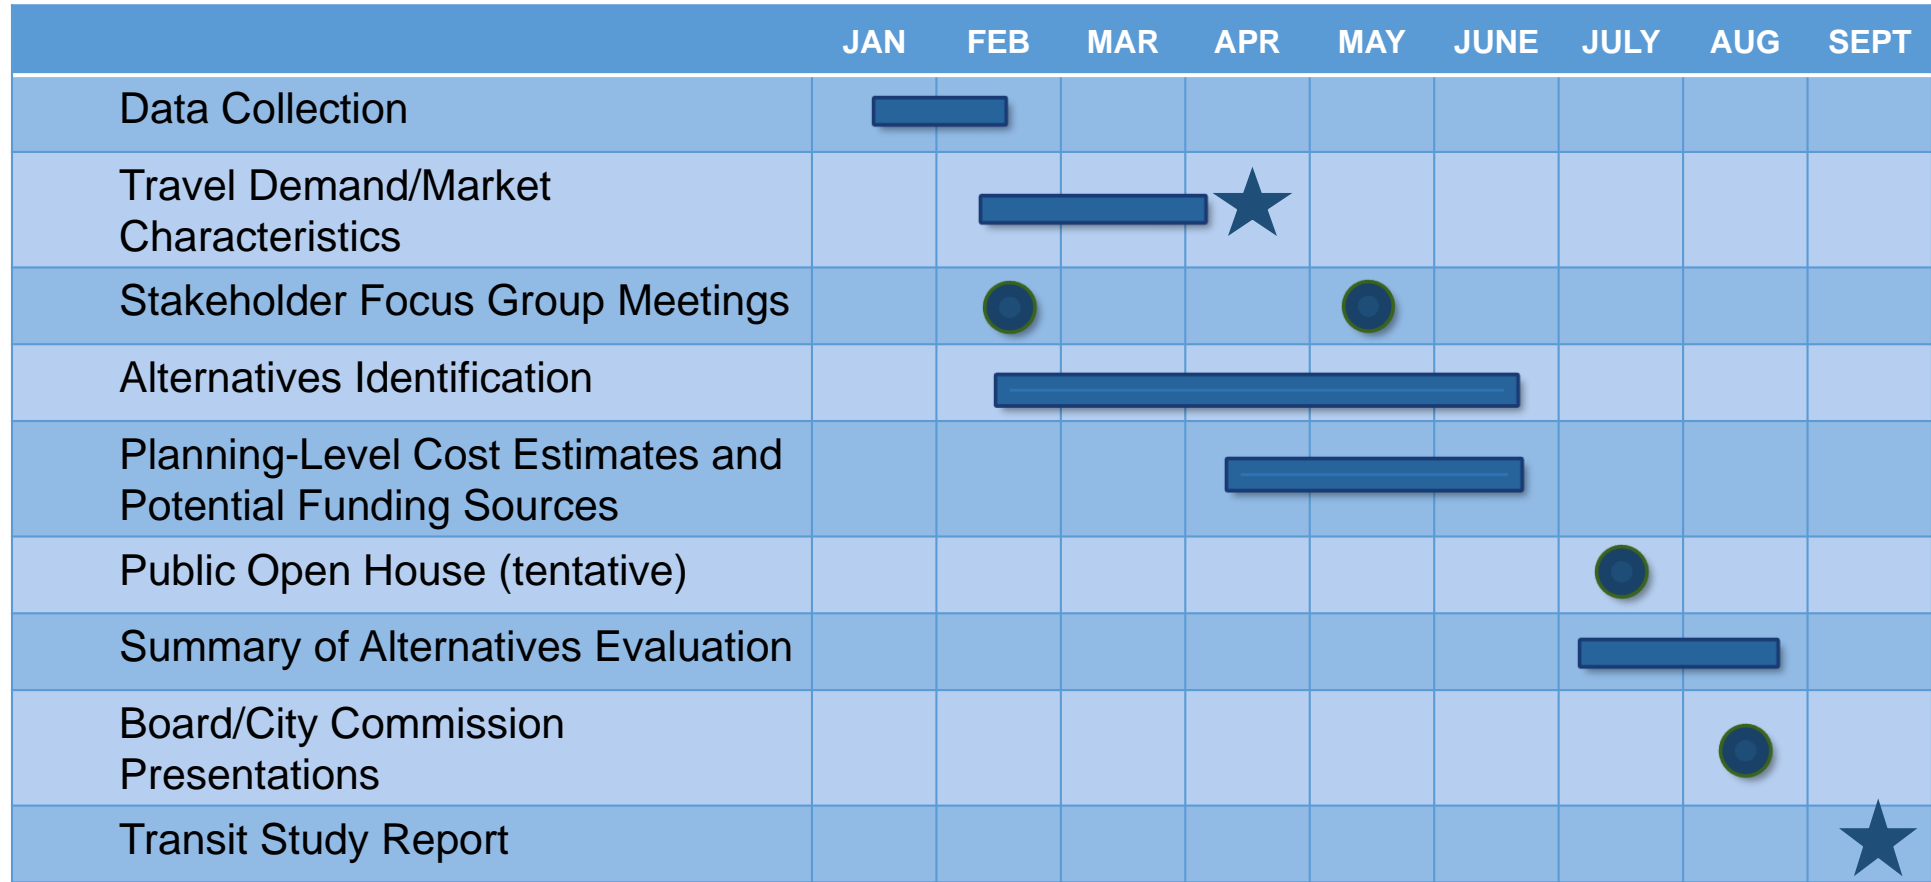 JAN FEB MAR APR MAY JUNE JULY AUG SEPT
Data Collection
Travel Demand/Market
Characteristics
Stakeholder Focus Group Meetings
Alternatives Identification
Planning-Level Cost Estimates and
Potential Funding Sources
Public Open House (tentative)
Summary of Alternatives Evaluation
Board/City Commission
Presentations
Transit Study Report